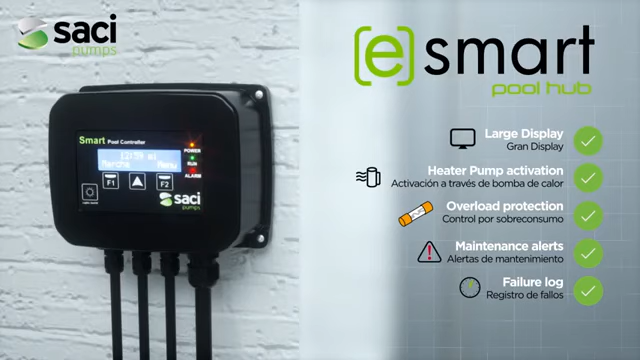 saci
pumps
[e] smart
pool hub
Smart Pool Controller
Marcha Menu
POWER
RUN
ALARM
F1
F2
saci
pumps
Large Display
Gran Display
Heater Pump activation
Activación a través de bomba de calor
Overload protection
Control por sobreconsumo
Maintenance alerts
Alertas de mantenimiento
Failure log
Registro de fallos